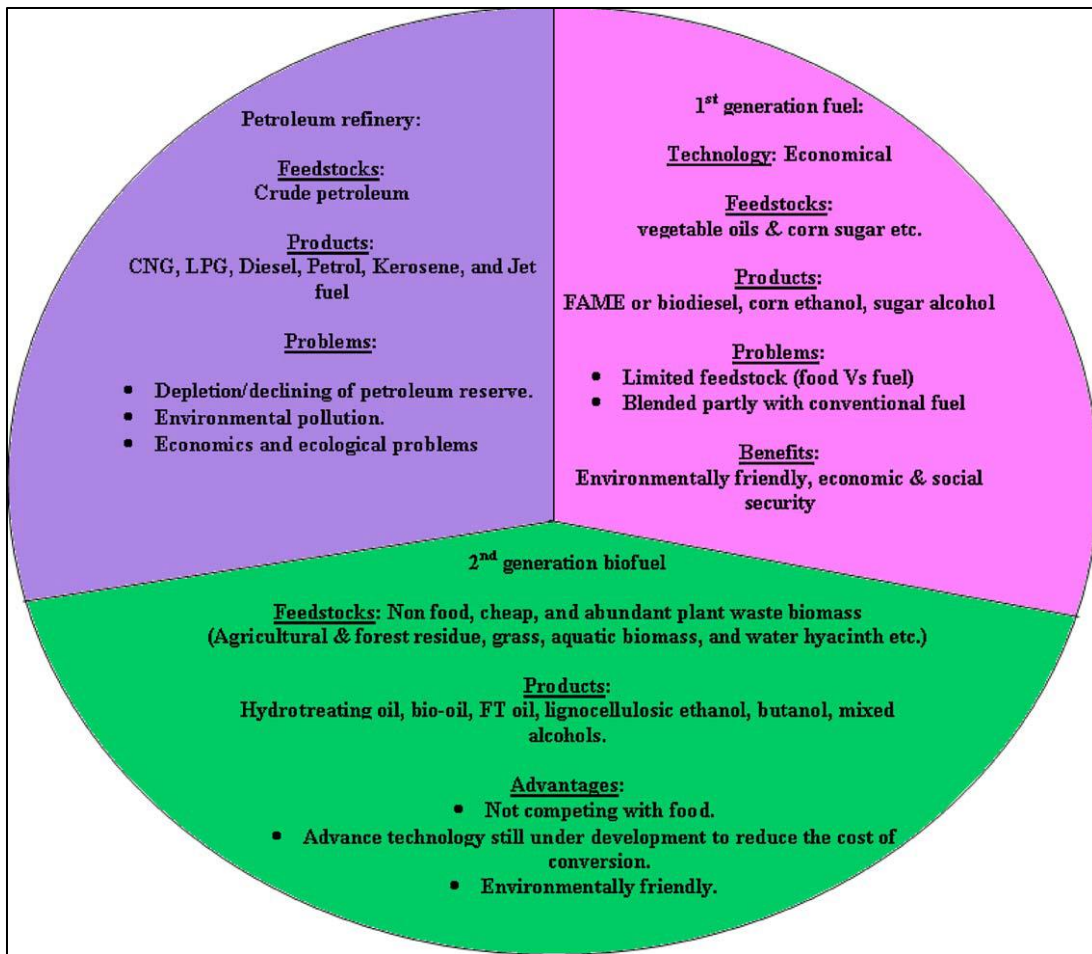 Petroleum refinery:
Feedstocks:
Crude petroleum
Products:
CNG, LPG, Diesel, Petrol, Kerosene, and Jet
fuel
Problems:
• Depletion/declining of petroleum reserve.
• Environmental pollution.
• Economics and ecological problems
1st generation fuel:
Technology: Economical
Feedstocks:
vegetable oils & corn sugar etc.
Products:
FAME or biodiesel, corn ethanol, sugar alcohol
Problems:
• Limited feedstock (food Vs fuel)
• Blended partly with conventional fuel
Benefits:
Environmentally friendly, economic & social
security
2nd generation biofuel
Feedstocks: Non food, cheap, and abundant plant waste biomass
(Agricultural & forest residue, grass, aquatic biomass, and water hyacinth etc.)
Products:
Hydrotreating oil, bio-oil, FT oil, lignocellulosic ethanol, butanol, mixed
alcohols.
Advantages:
• Not competing with food.
• Advance technology still under development to reduce the cost of
conversion.
• Environmentally friendly.